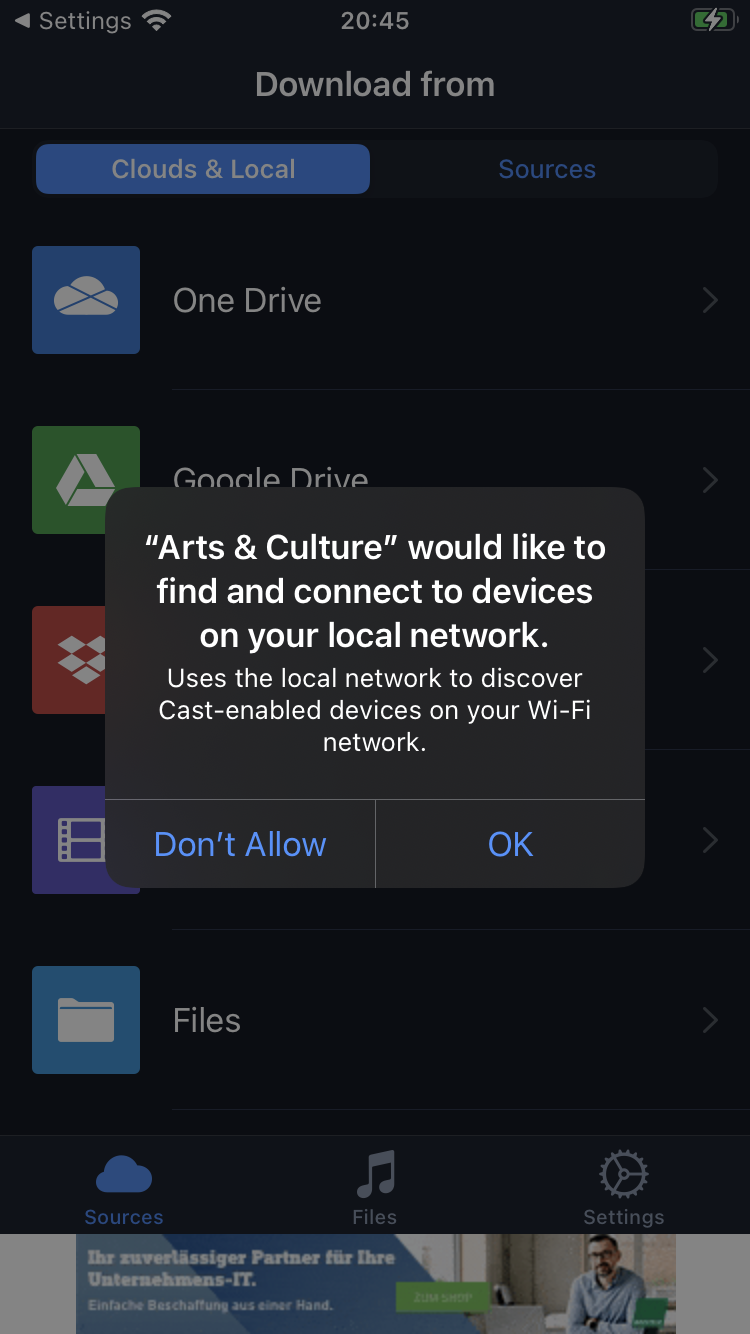 Settings
20:45
Download from
Clouds & Local
Sources
One Drive
Google Drive
“Arts & Culture” would like to
find and connect to devices
on your local network.
Uses the local network to discover
Cast-enabled devices on your Wi-Fi
network.
Don’t Allow
OK
Files
Sources
Files
Settings
Ihr zuverlässiger Partner für Ihre
Unternehmens-IT.
Einfache Beschaffung aus einer Hand.
ZUM SHOP